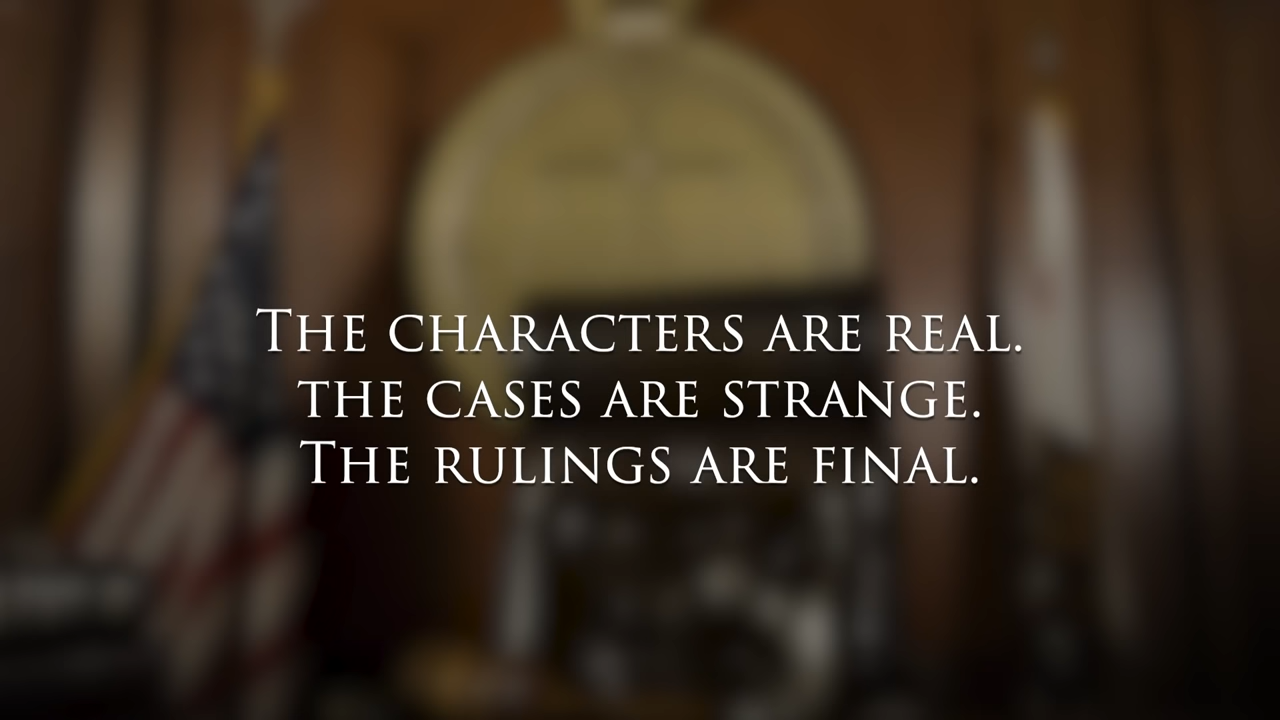 The characters are real.
the cases are strange.
The rulings are final.